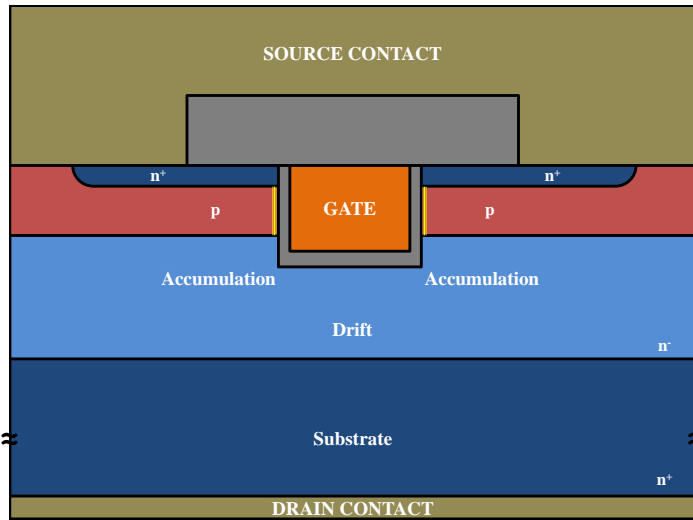 SOURCE CONTACT
n⁺ n⁺
p GATE p
Accumulation Accumulation
Drift
n⁻
Substrate
n⁺
DRAIN CONTACT